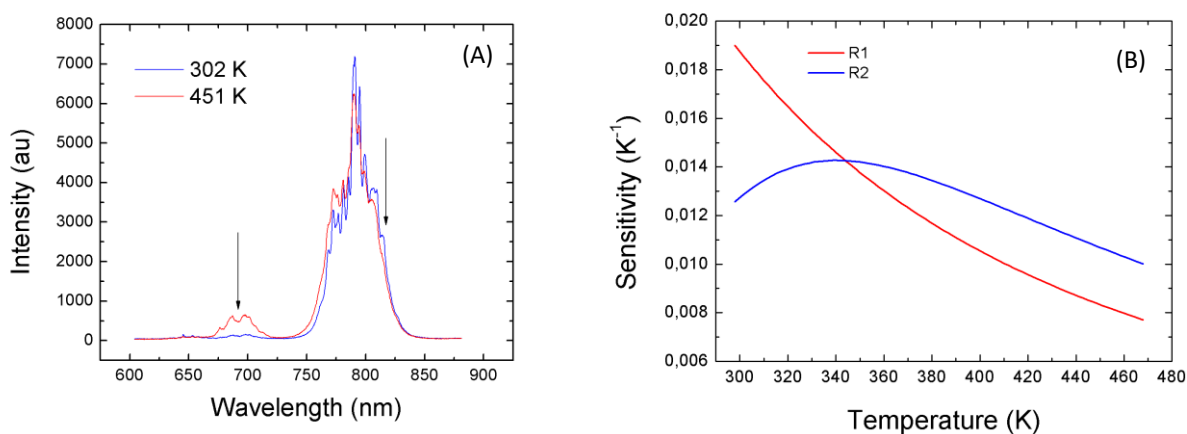 (A)
302 K
451 K
8000
7000
6000
5000
4000
3000
2000
1000
0
Intensity (au)
600 650 700 750 800 850 900
Wavelength (nm)
(B)
R1
R2
0,020
0,018
0,016
0,014
0,012
0,010
0,008
0,006
Sensitivity (K⁻¹)
300 320 340 360 380 400 420 440 460 480
Temperature (K)